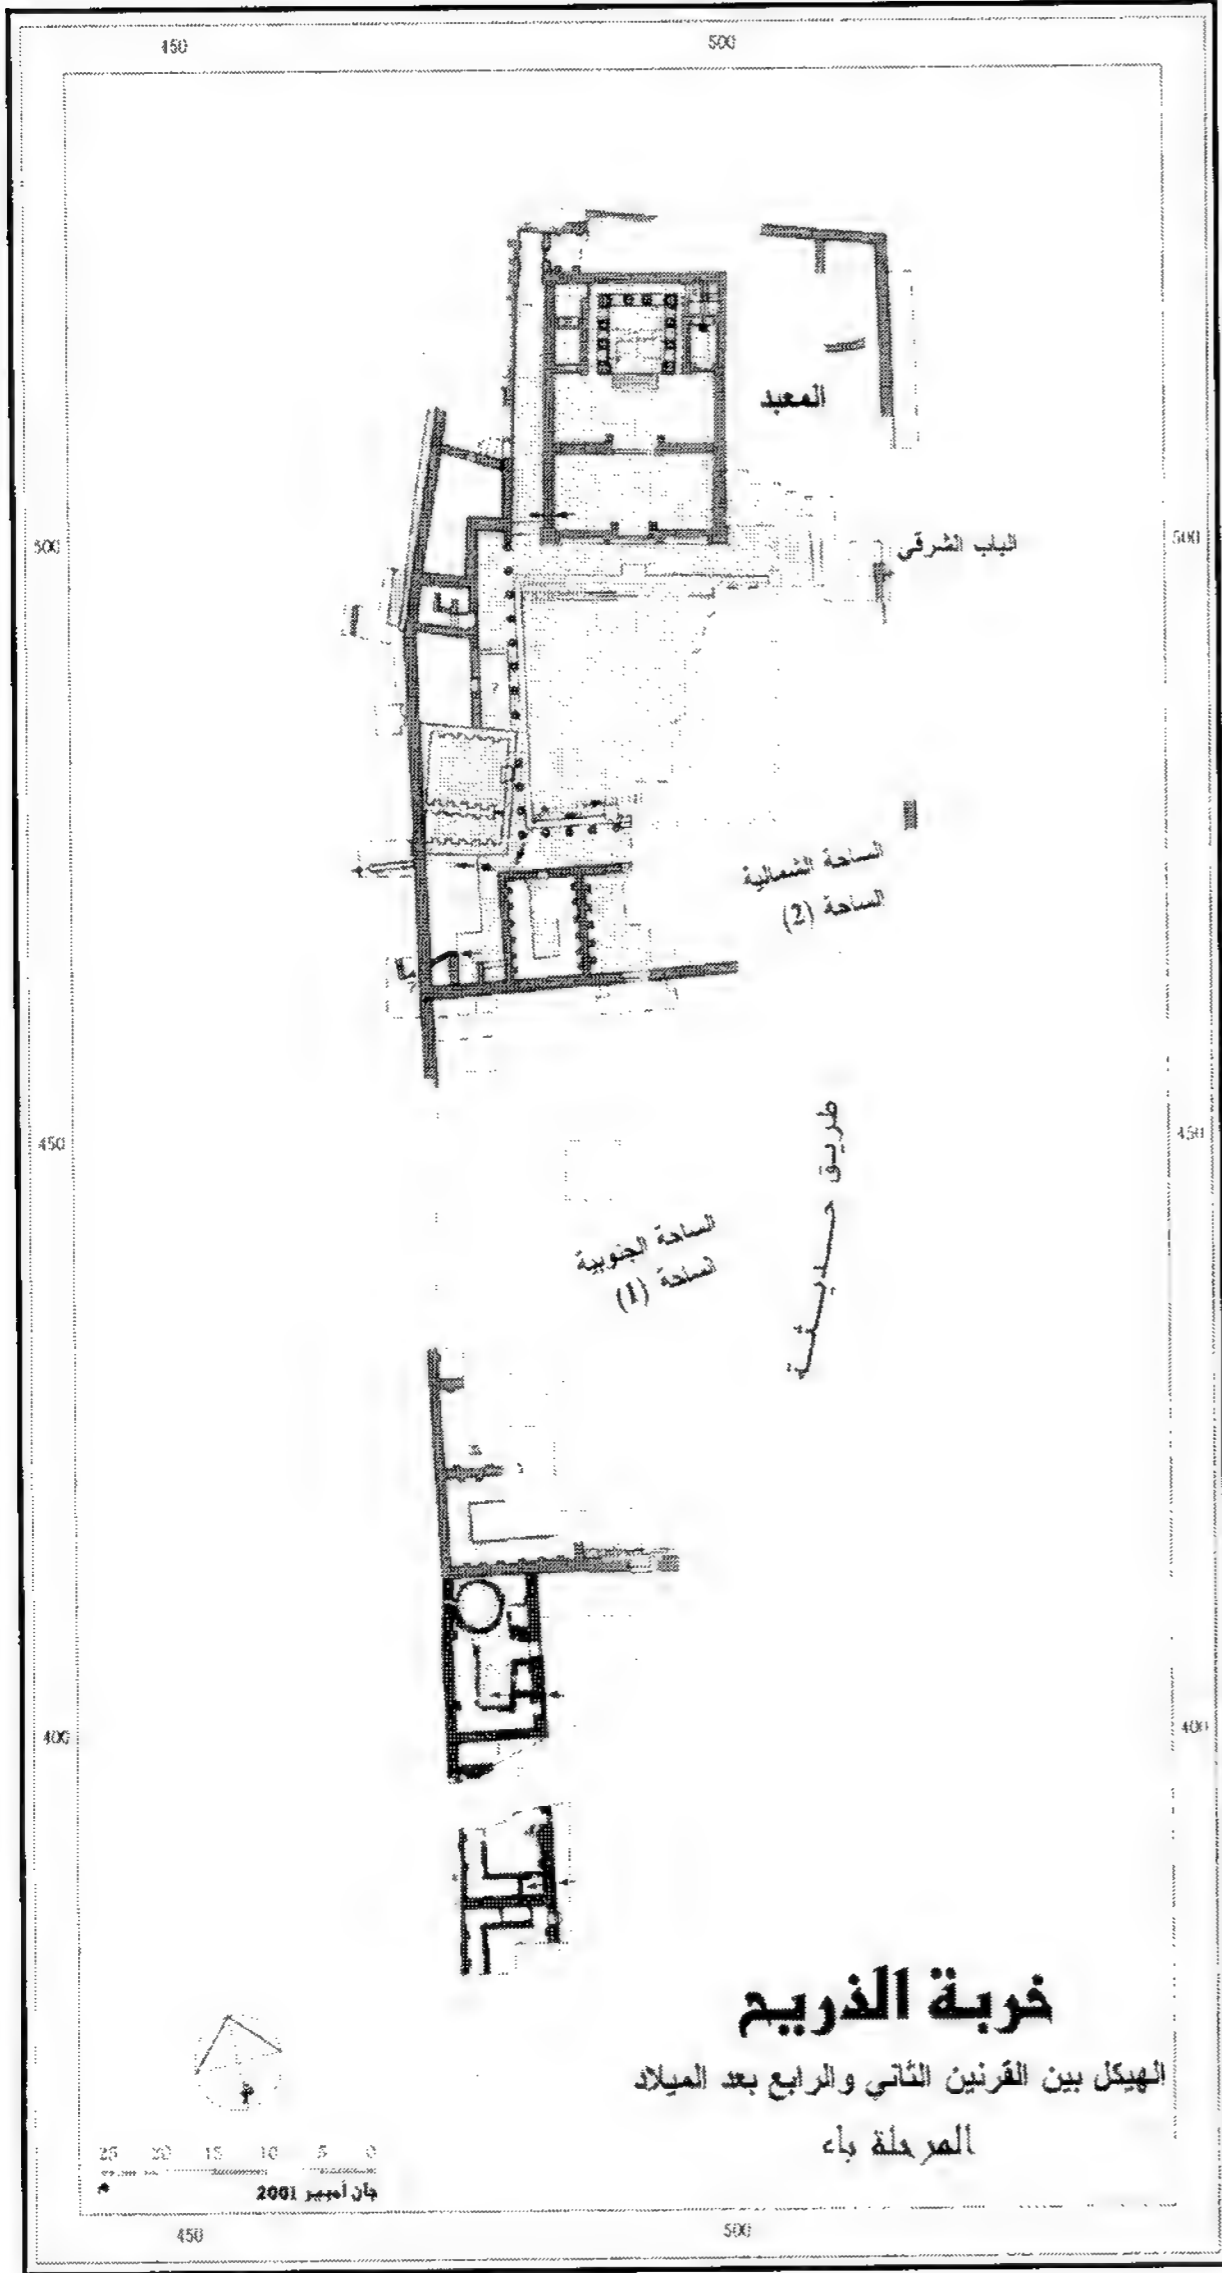 450 500
المعبد
الباب الشرقي
500 500
الساحة الشمالية
الساحة (2)
450 450
طريق حديثة
الساحة الجنوبية
الساحة (1)
400 400
خربة الذريح
الهيكل بين القرنين الثاني والرابع بعد الميلاد
المرحلة باء
25 20 15 10 5 0
م
جان أمبير 2001
450 500